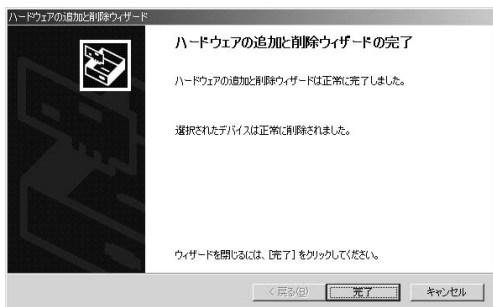 ハードウェアの追加と削除ウィザード
ハードウェアの追加と削除ウィザードの完了
ハードウェアの追加と削除ウィザードは正常に完了しました。
選択されたデバイスは正常に削除されました。
ウィザードを閉じるには、[完了] をクリックしてください。
< 戻る(B)
完了
キャンセル